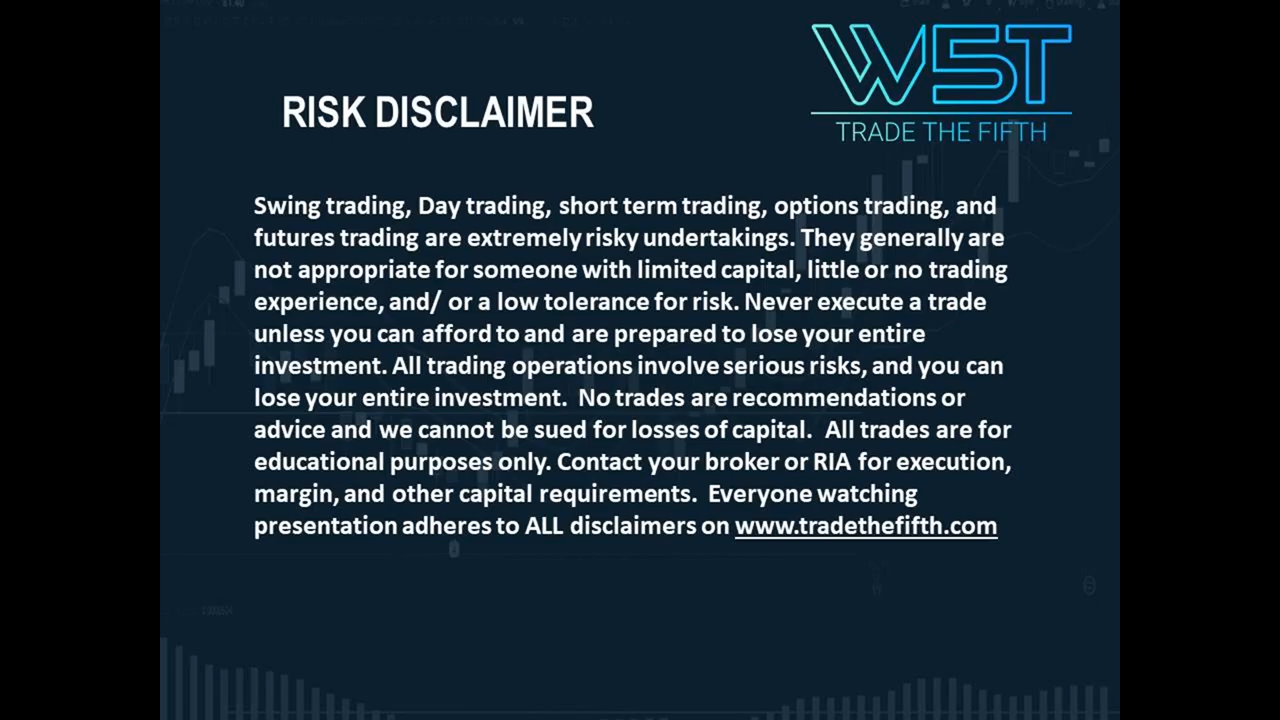 W5T
TRADE THE FIFTH
RISK DISCLAIMER
Swing trading, Day trading, short term trading, options trading, and
futures trading are extremely risky undertakings. They generally are
not appropriate for someone with limited capital, little or no trading
experience, and/ or a low tolerance for risk. Never execute a trade
unless you can afford to and are prepared to lose your entire
investment. All trading operations involve serious risks, and you can
lose your entire investment.  No trades are recommendations or
advice and we cannot be sued for losses of capital.  All trades are for
educational purposes only. Contact your broker or RIA for execution,
margin, and other capital requirements.  Everyone watching
presentation adheres to ALL disclaimers on www.tradethefifth.com